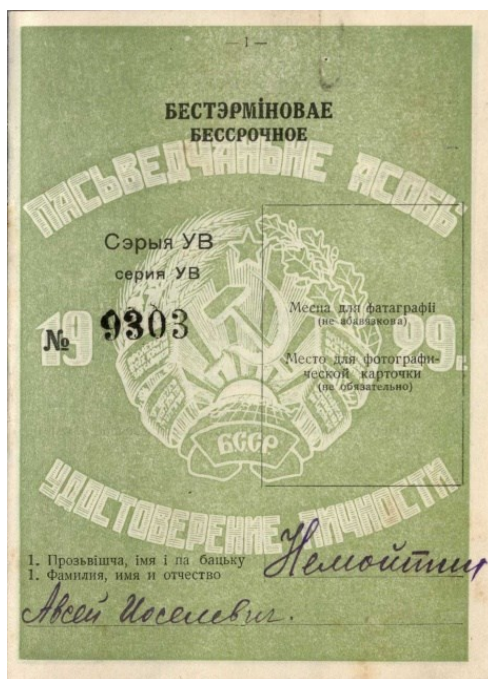 — 1 —
БЕСТЭРМІНОВАЕ
БЕССРОЧНОЕ
ПАСЬВЕДЧАНЬНЕ АСОБЫ
Сэрыя УВ
серия УВ
№ 9303
19
99.
Месца для фатаграфіі
(не абавязкова)
Место для фотографи-
ческой карточки
(не обязательно)
БССР
УДОСТОВЕРЕНИЕ ЛИЧНОСТИ
1. Прозьвішча, імя і па бацьку
1. Фамилия, имя и отчество
Немойтин
Авсей Иоселевич.